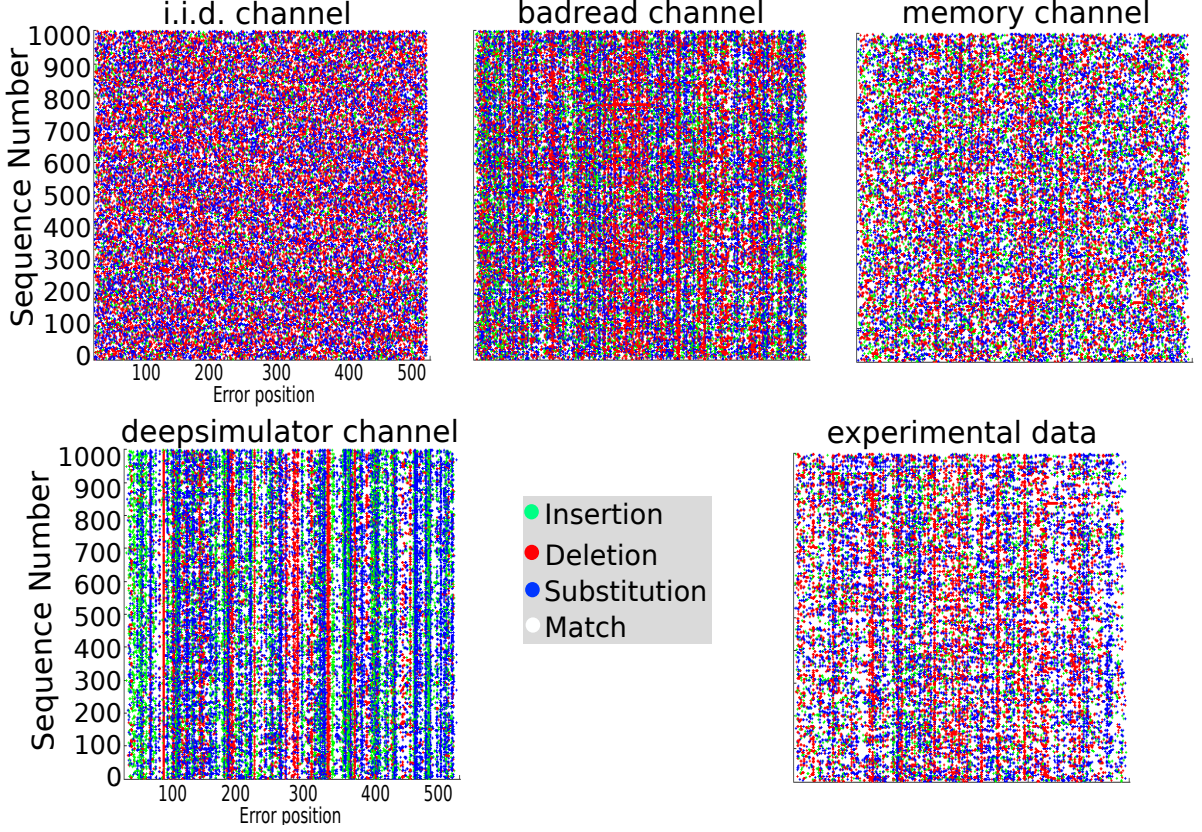 i.i.d. channel
badread channel
memory channel
Sequence Number
1000
900
800
700
600
500
400
300
200
100
0
100 200 300 400 500
Error position
deepsimulator channel
experimental data
Sequence Number
1000
900
800
700
600
500
400
300
200
100
0
100 200 300 400 500
Error position
Insertion
Deletion
Substitution
Match